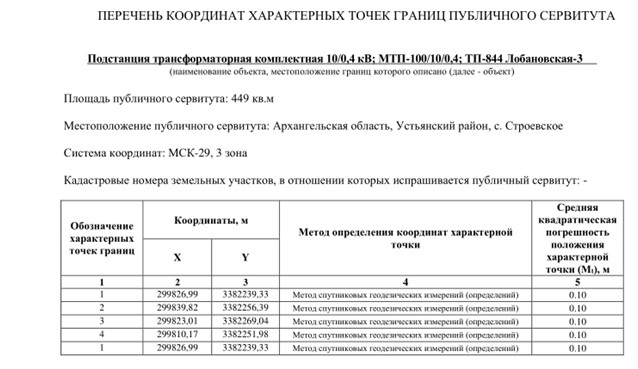 ПЕРЕЧЕНЬ КООРДИНАТ ХАРАКТЕРНЫХ ТОЧЕК ГРАНИЦ ПУБЛИЧНОГО СЕРВИТУТА
Подстанция трансформаторная комплектная 10/0,4 кВ; МТП-100/10/0,4; ТП-844 Лобановская-3
(наименование объекта, местоположение границ которого описано (далее - объект)
Площадь публичного сервитута: 449 кв.м
Местоположение публичного сервитута: Архангельская область, Устьянский район, с. Строевское
Система координат: МСК-29, 3 зона
Кадастровые номера земельных участков, в отношении которых испрашивается публичный сервитут: -
Обозначение
характерных
точек границ
Координаты, м
X
Y
Метод определения координат характерной
точки
Средняя
квадратическая
погрешность
положения
характерной
точки (Mt), м
1 2 3 4 5
1 299826,99 3382239,33 Метод спутниковых геодезических измерений (определений) 0.10
2 299839,82 3382256,39 Метод спутниковых геодезических измерений (определений) 0.10
3 299823,01 3382269,04 Метод спутниковых геодезических измерений (определений) 0.10
4 299810,17 3382251,98 Метод спутниковых геодезических измерений (определений) 0.10
1 299826,99 3382239,33 Метод спутниковых геодезических измерений (определений) 0.10